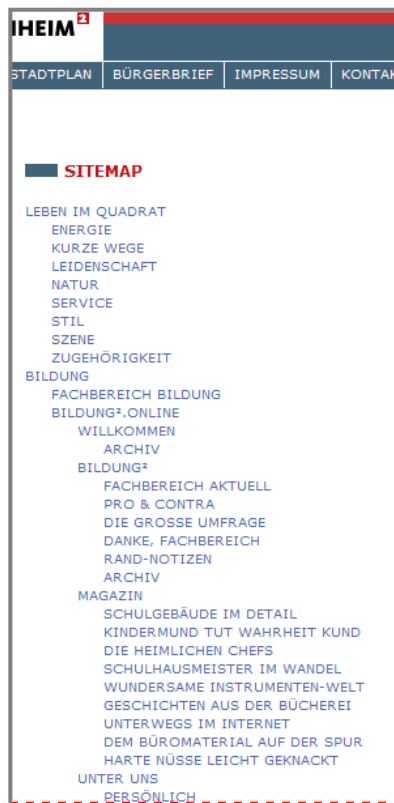 HEIM²
STADTPLAN BÜRGERBRIEF IMPRESSUM
SITEMAP
LEBEN IM QUADRAT
ENERGIE
KURZE WEGE
LEIDENSCHAFT
NATUR
SERVICE
STIL
SZENE
ZUGEHÖRIGKEIT
BILDUNG
FACHBEREICH BILDUNG
BILDUNG².ONLINE
WILLKOMMEN
ARCHIV
BILDUNG²
FACHBEREICH AKTUELL
PRO & CONTRA
DIE GROSSE UMFRAGE
DANKE, FACHBEREICH
RAND-NOTIZEN
ARCHIV
MAGAZIN
SCHULGEBÄUDE IM DETAIL
KINDERMUND TUT WAHRHEIT KUND
DIE HEIMLICHEN CHEFS
SCHULHAUSMEISTER IM WANDEL
WUNDERSAME INSTRUMENTEN-WELT
GESCHICHTEN AUS DER BÜCHEREI
UNTERWEGS IM INTERNET
DEM BÜROMATERIAL AUF DER SPUR
HARTE NÜSSE LEICHT GEKNACKT
UNTER UNS
PERSÖNLICH